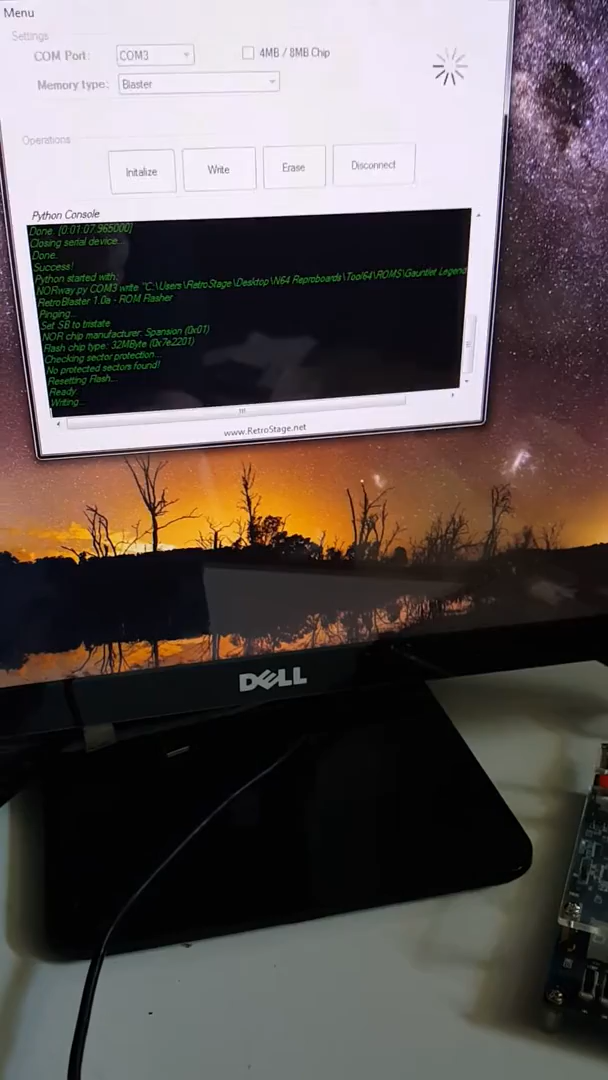 Menu
Settings
COM Port: COM3 4MB / 8MB Chip
Memory type: Blaster
Operations
Initalize Write Erase Disconnect
Python Console
Done. [0:01:07.965000]
Closing serial device...
Done.
Success!
Python started with:
NORway.py COM3 write "C:\Users\RetroStage\Desktop\N64 Reproboards\Tool64\ROMS\Gauntlet Legend
RetroBlaster 1.0a - ROM Flasher
Pinging...
Set SB to tristate
NOR chip manufacturer: Spansion (0x01)
Flash chip type: 32MByte (0x7e2201)
Checking sector protection...
No protected sectors found!
Resetting Flash...
Ready.
Writing...
www.RetroStage.net
DELL